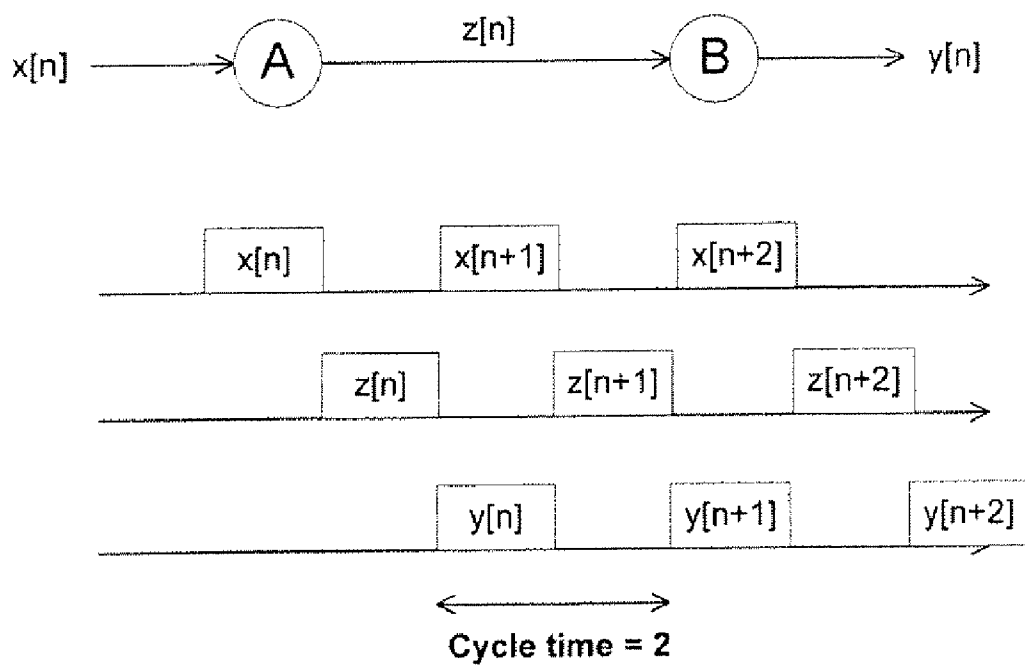 z[n]
x[n] A B y[n]
x[n] x[n+1] x[n+2]
z[n] z[n+1] z[n+2]
y[n] y[n+1] y[n+2]
Cycle time = 2